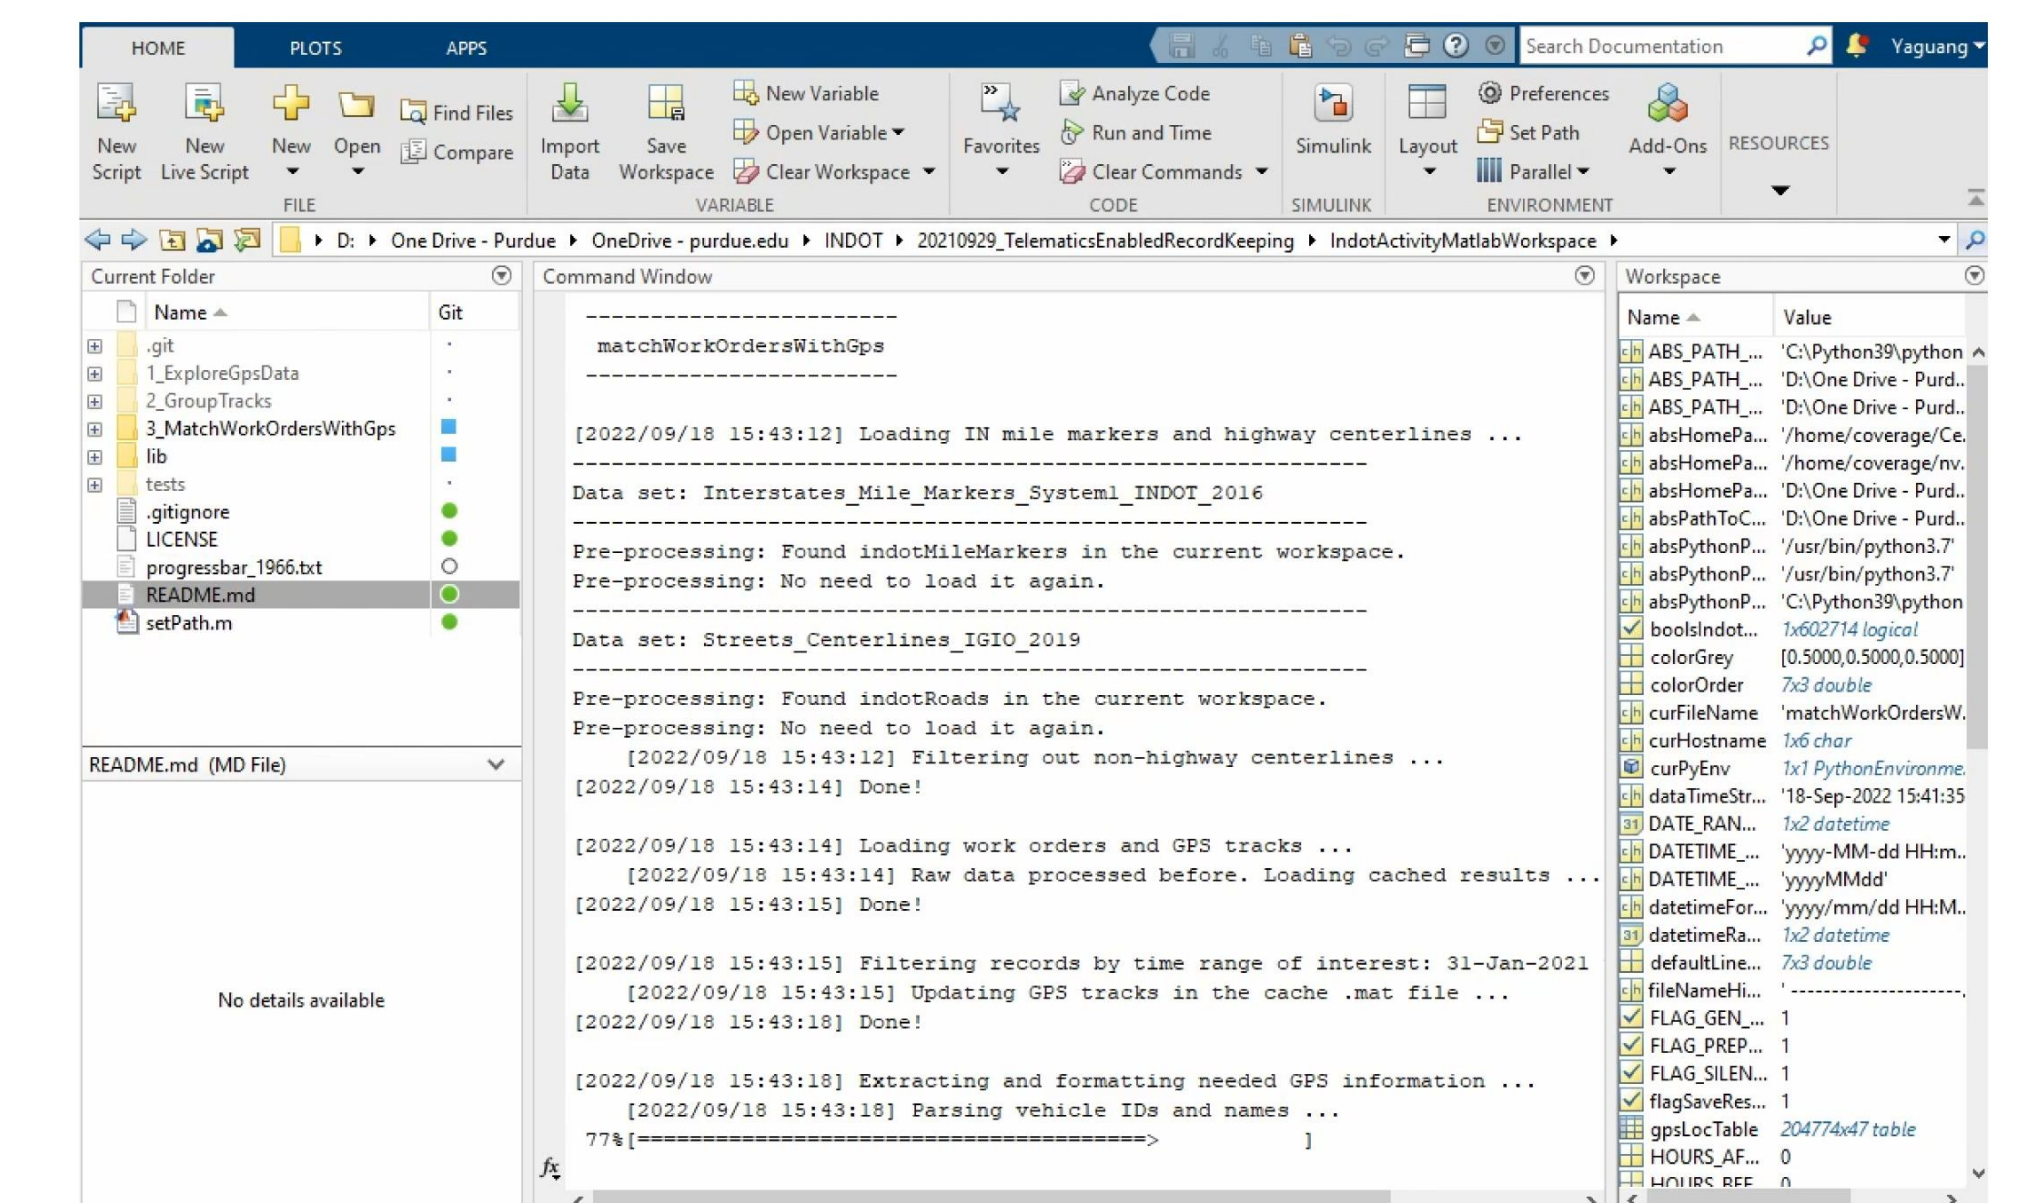 HOME PLOTS APPS Search Documentation Yaguang
New Script New Live Script New Open Find Files Compare
Import Data Save Workspace New Variable Open Variable Clear Workspace
Favorites Analyze Code Run and Time Clear Commands
Simulink Layout Preferences Set Path Parallel Add-Ons RESOURCES
FILE VARIABLE CODE SIMULINK ENVIRONMENT
D: One Drive - Purdue OneDrive - purdue.edu INDOT 20210929_TelematicsEnabledRecordKeeping IndotActivityMatlabWorkspace
Current Folder
Name Git
.git
1_ExploreGpsData
2_GroupTracks
3_MatchWorkOrdersWithGps
lib
tests
.gitignore
LICENSE
progressbar_1966.txt
README.md
setPath.m
README.md (MD File)
No details available
Command Window
------------------------
matchWorkOrdersWithGps
------------------------
[2022/09/18 15:43:12] Loading IN mile markers and highway centerlines ...
-------------------------------------------------------------
Data set: Interstates_Mile_Markers_System1_INDOT_2016
-------------------------------------------------------------
Pre-processing: Found indotMileMarkers in the current workspace.
Pre-processing: No need to load it again.
-------------------------------------------------------------
Data set: Streets_Centerlines_IGIO_2019
-------------------------------------------------------------
Pre-processing: Found indotRoads in the current workspace.
Pre-processing: No need to load it again.
[2022/09/18 15:43:12] Filtering out non-highway centerlines ...
[2022/09/18 15:43:14] Done!
[2022/09/18 15:43:14] Loading work orders and GPS tracks ...
[2022/09/18 15:43:14] Raw data processed before. Loading cached results ...
[2022/09/18 15:43:15] Done!
[2022/09/18 15:43:15] Filtering records by time range of interest: 31-Jan-2021
[2022/09/18 15:43:15] Updating GPS tracks in the cache .mat file ...
[2022/09/18 15:43:18] Done!
[2022/09/18 15:43:18] Extracting and formatting needed GPS information ...
[2022/09/18 15:43:18] Parsing vehicle IDs and names ...
77%[=======================================> ]
fx
Workspace
Name Value
ABS_PATH_... 'C:\Python39\python
ABS_PATH_... 'D:\One Drive - Purd..
ABS_PATH_... 'D:\One Drive - Purd..
absHomePa... '/home/coverage/Ce.
absHomePa... '/home/coverage/nv.
absHomePa... 'D:\One Drive - Purd..
absPathToC... 'D:\One Drive - Purd..
absPythonP... '/usr/bin/python3.7'
absPythonP... '/usr/bin/python3.7'
absPythonP... 'C:\Python39\python
boolsIndot... 1x602714 logical
colorGrey [0.5000,0.5000,0.5000]
colorOrder 7x3 double
curFileName 'matchWorkOrdersW.
curHostname 1x6 char
curPyEnv 1x1 PythonEnvironme.
dataTimeStr... '18-Sep-2022 15:41:35
DATE_RAN... 1x2 datetime
DATETIME_... 'yyyy-MM-dd HH:m..
DATETIME_... 'yyyyMMdd'
datetimeFor... 'yyyy/mm/dd HH:M..
datetimeRa... 1x2 datetime
defaultLine... 7x3 double
fileNameHi... ' ---------------------.
FLAG_GEN_... 1
FLAG_PREP... 1
FLAG_SILEN... 1
flagSaveRes... 1
gpsLocTable 204774x47 table
HOURS_AF... 0
HOURS_BEF... 0